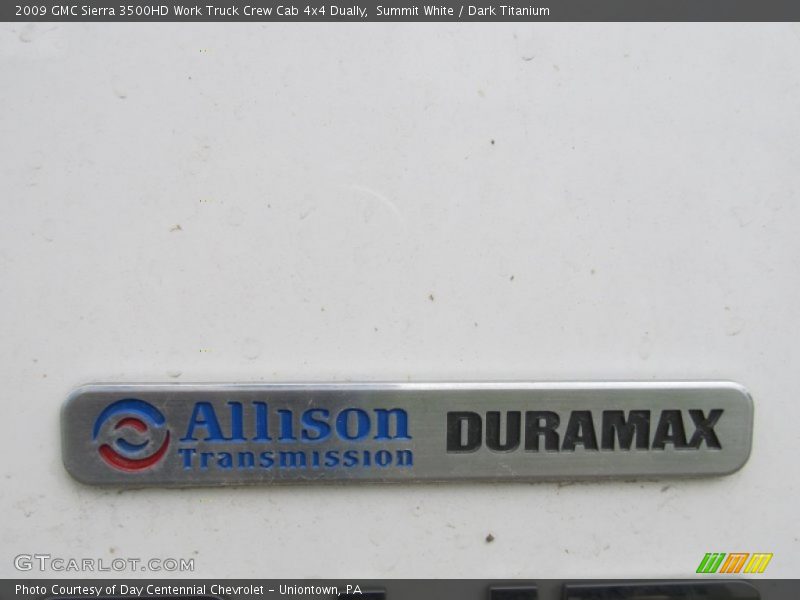 2009 GMC Sierra 3500HD Work Truck Crew Cab 4x4 Dually, Summit White / Dark Titanium
Allison DURAMAX
Transmission
GTCARLOT.COM
Photo Courtesy of Day Centennial Chevrolet - Uniontown, PA